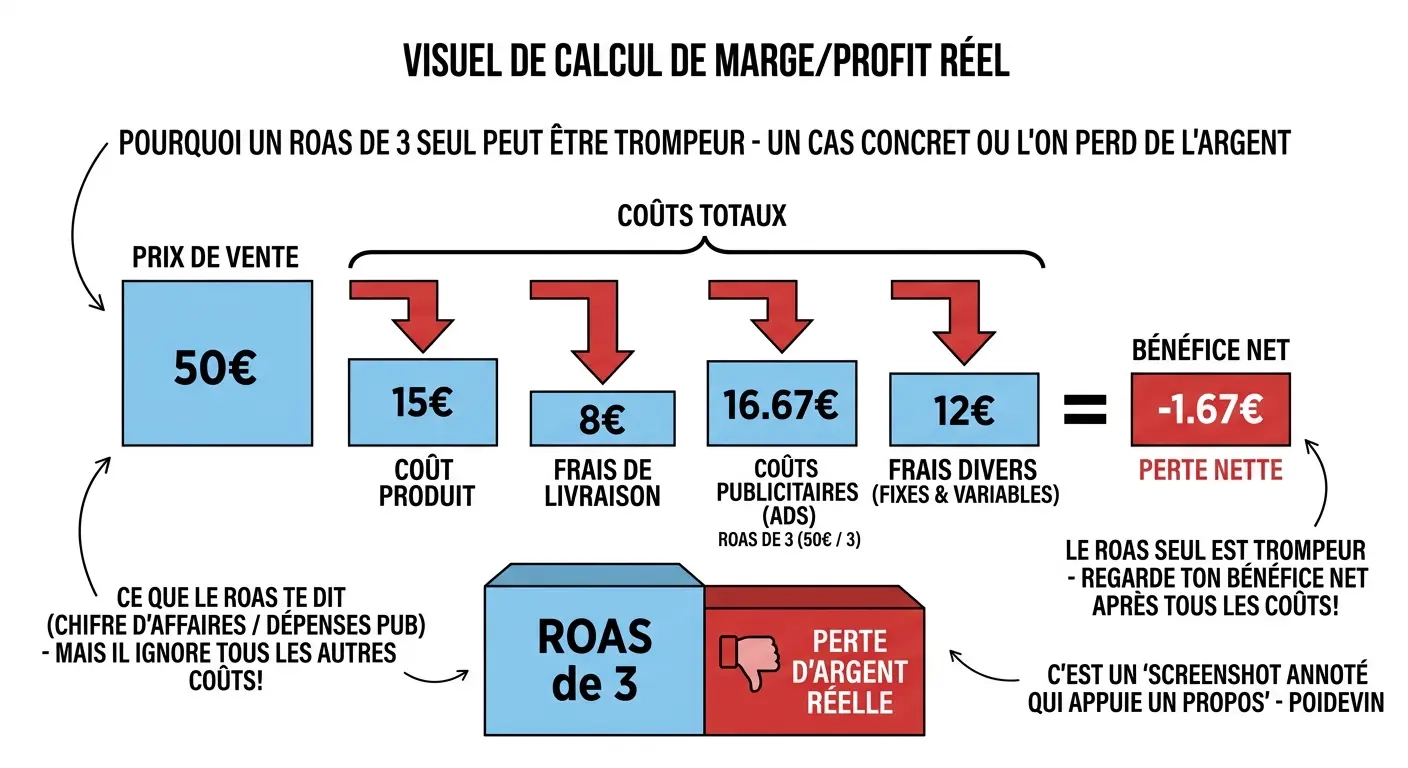 VISUEL DE CALCUL DE MARGE/PROFIT RÉEL
POURQUOI UN ROAS DE 3 SEUL PEUT ÊTRE TROMPEUR - UN CAS CONCRET OU L'ON PERD DE L'ARGENT
COÛTS TOTAUX
PRIX DE VENTE
50€
15€
COÛT
PRODUIT
8€
FRAIS DE
LIVRAISON
16.67€
COÛTS
PUBLICITAIRES
(ADS)
ROAS DE 3 (50€ / 3)
12€
FRAIS DIVERS
(FIXES & VARIABLES)
=
BÉNÉFICE NET
-1.67€
PERTE NETTE
CE QUE LE ROAS TE DIT
(CHIFRE D'AFFAIRES / DÉPENSES PUB)
- MAIS IL IGNORE TOUS LES AUTRES
COÛTS!
ROAS
de 3
PERTE
D'ARGENT
RÉELLE
LE ROAS SEUL EST TROMPEUR
- REGARDE TON BÉNÉFICE NET
APRÈS TOUS LES COÛTS!
C'EST UN ‘SCREENSHOT ANNOTÉ
QUI APPUIE UN PROPOS’ - POIDEVIN